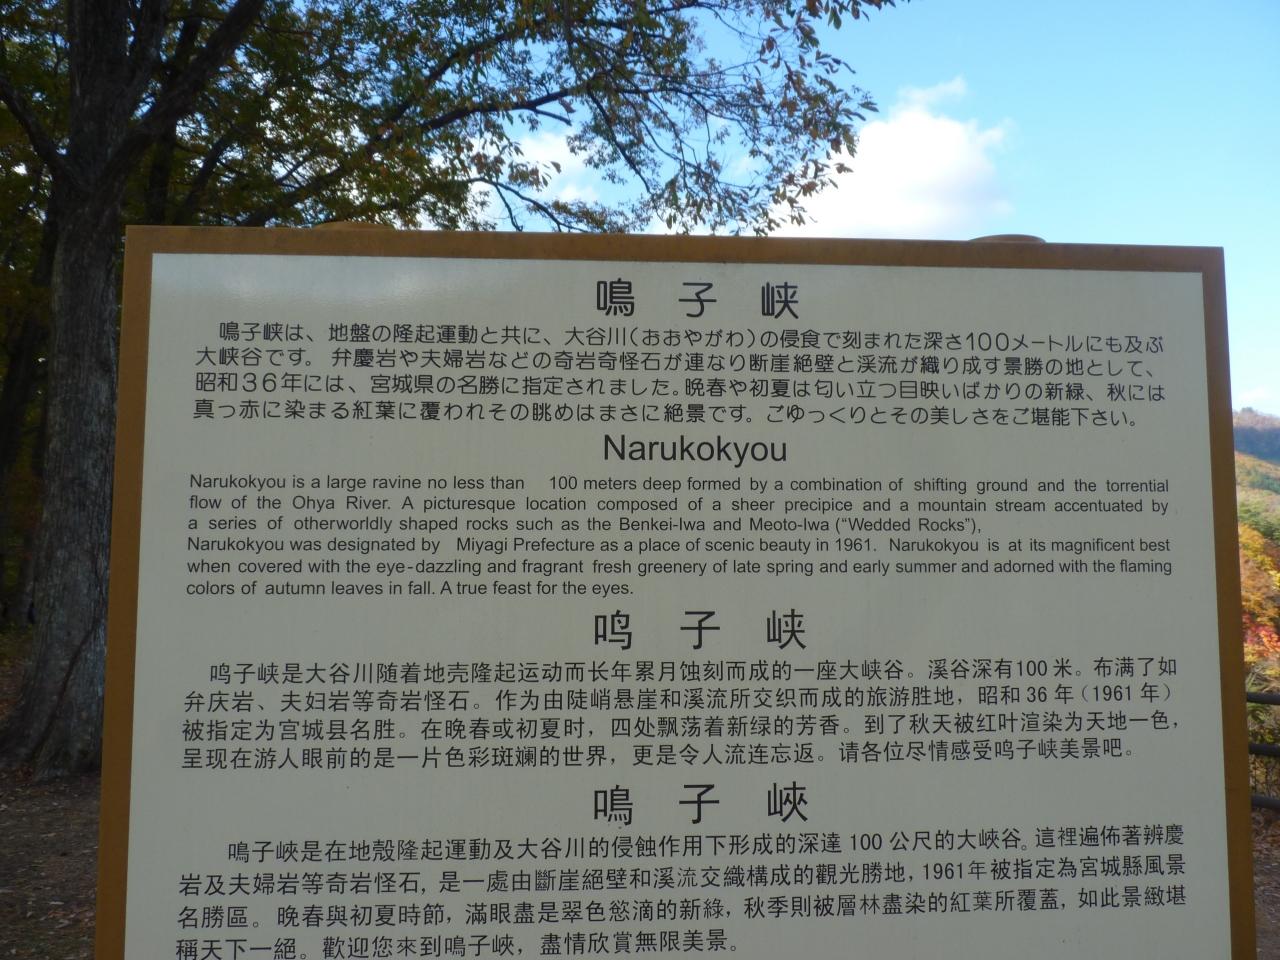 鳴子峡
鳴子峡は、地盤の隆起運動と共に、大谷川(おおやがわ)の侵食で刻まれた深さ100メートルにも及ぶ
大峡谷です。弁慶岩や夫婦岩などの奇岩奇怪石が連なり断崖絶壁と渓流が織り成す景勝の地として、
昭和36年には、宮城県の名勝に指定されました。晩春や初夏は匂い立つ目映いばかりの新緑、秋には
真っ赤に染まる紅葉に覆われその眺めはまさに絶景です。ごゆっくりとその美しさをご堪能下さい。
Narukokyou
Narukokyou is a large ravine no less than 100 meters deep formed by a combination of shifting ground and the torrential
flow of the Ohya River. A picturesque location composed of a sheer precipice and a mountain stream accentuated by
a series of otherworldly shaped rocks such as the Benkei-Iwa and Meoto-Iwa (“Wedded Rocks”),
Narukokyou was designated by Miyagi Prefecture as a place of scenic beauty in 1961. Narukokyou is at its magnificent best
when covered with the eye-dazzling and fragrant fresh greenery of late spring and early summer and adorned with the flaming
colors of autumn leaves in fall. A true feast for the eyes.
鸣子峡
鸣子峡是大谷川随着地壳隆起运动而长年累月蚀刻而成的一座大峡谷。溪谷深有100米。布满了如
弁庆岩、夫妇岩等奇岩怪石。作为由陡峭悬崖和溪流所交织而成的旅游胜地，昭和36年（1961年）
被指定为宫城县名胜。在晚春或初夏时，四处飘荡着新绿的芳香。到了秋天被红叶渲染为天地一色，
呈现在游人眼前的是一片色彩斑斓的世界，更是令人流连忘返。请各位尽情感受鸣子峡美景吧。
鳴子峽
鳴子峽是在地殼隆起運動及大谷川的侵蝕作用下形成的深達100公尺的大峽谷。這裡遍佈著辨慶
岩及夫婦岩等奇岩怪石，是一處由斷崖絕壁和溪流交織構成的觀光勝地，1961年被指定為宮城縣風景
名勝區。晚春與初夏時節，滿眼盡是翠色慾滴的新綠，秋季則被層林盡染的紅葉所覆蓋，如此景緻堪
稱天下一絕。歡迎您來到鳴子峽，盡情欣賞無限美景。